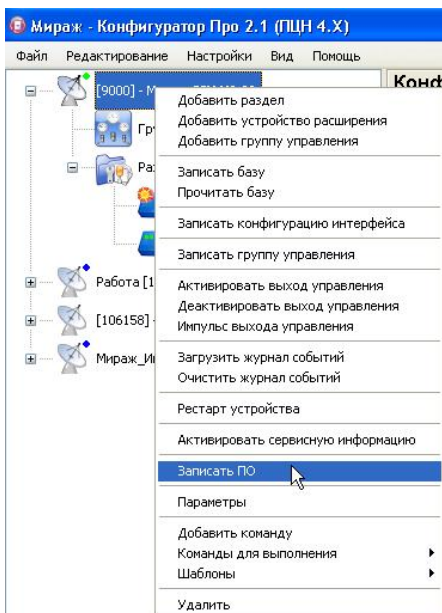 Мираж - Конфигуратор Про 2.1 (ПЦН 4.X)
Файл Редактирование Настройки Вид Помощь
[9000] -
Добавить раздел
Добавить устройство расширения
Добавить группу управления
Записать базу
Прочитать базу
Записать конфигурацию интерфейса
Записать группу управления
Активировать выход управления
Деактивировать выход управления
Работа [1
Импульс выхода управления
[106158] -
Загрузить журнал событий
Мираж_И
Очистить журнал событий
Рестарт устройства
Активировать сервисную информацию
Записать ПО
Параметры
Добавить команду
Команды для выполнения
Шаблоны
Удалить